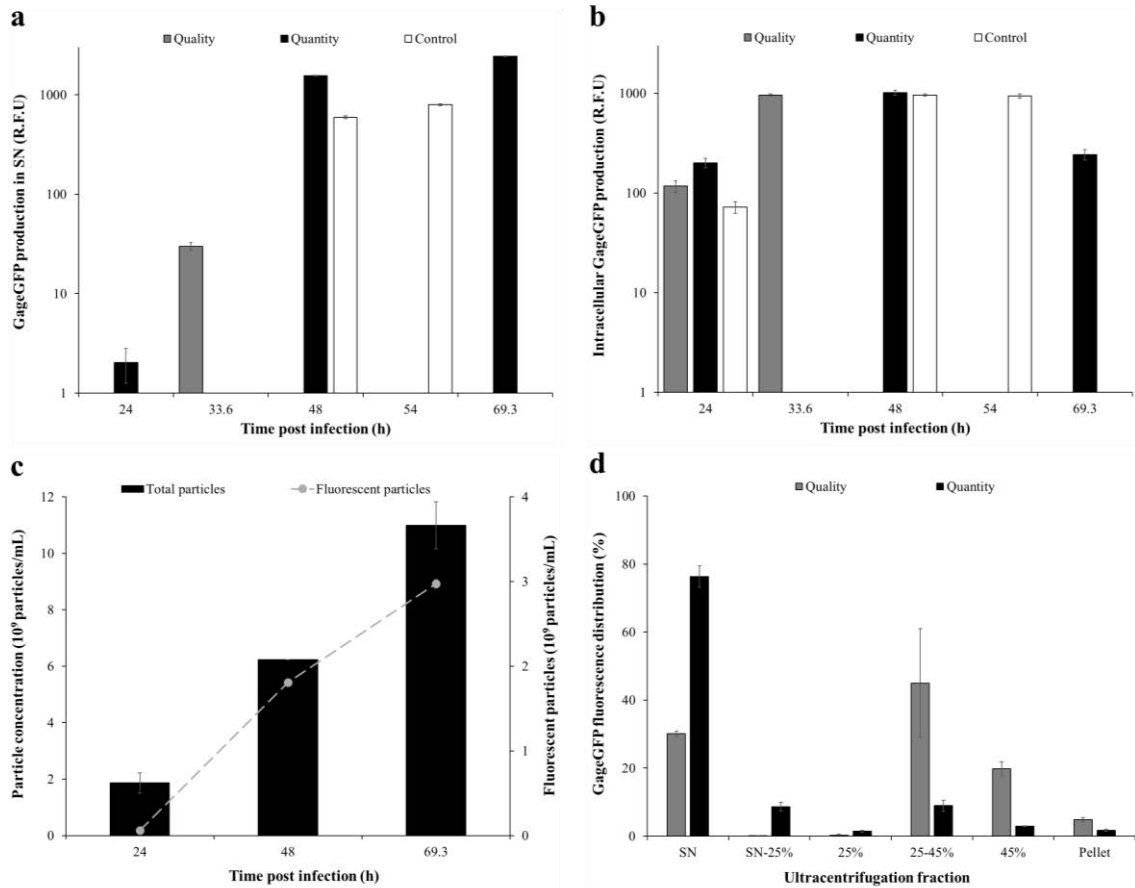 a
Quality Quantity Control
GageGFP production in SN (R.F.U)
1000
100
10
1
24 33.6 48 54 69.3
Time post infection (h)
b
Quality Quantity Control
Intracellular GageGFP production (R.F.U)
1000
100
10
1
24 33.6 48 54 69.3
Time post infection (h)
c
Total particles Fluorescent particles
Particle concentration (10⁹ particles/mL)
12
10
8
6
4
2
0
4
3
2
1
0
Fluorescent particles (10⁹ particles/mL)
24 48 69.3
Time post infection (h)
d
Quality Quantity
GageGFP fluorescence distribution (%)
100
80
60
40
20
0
SN SN-25% 25% 25-45% 45% Pellet
Ultracentrifugation fraction